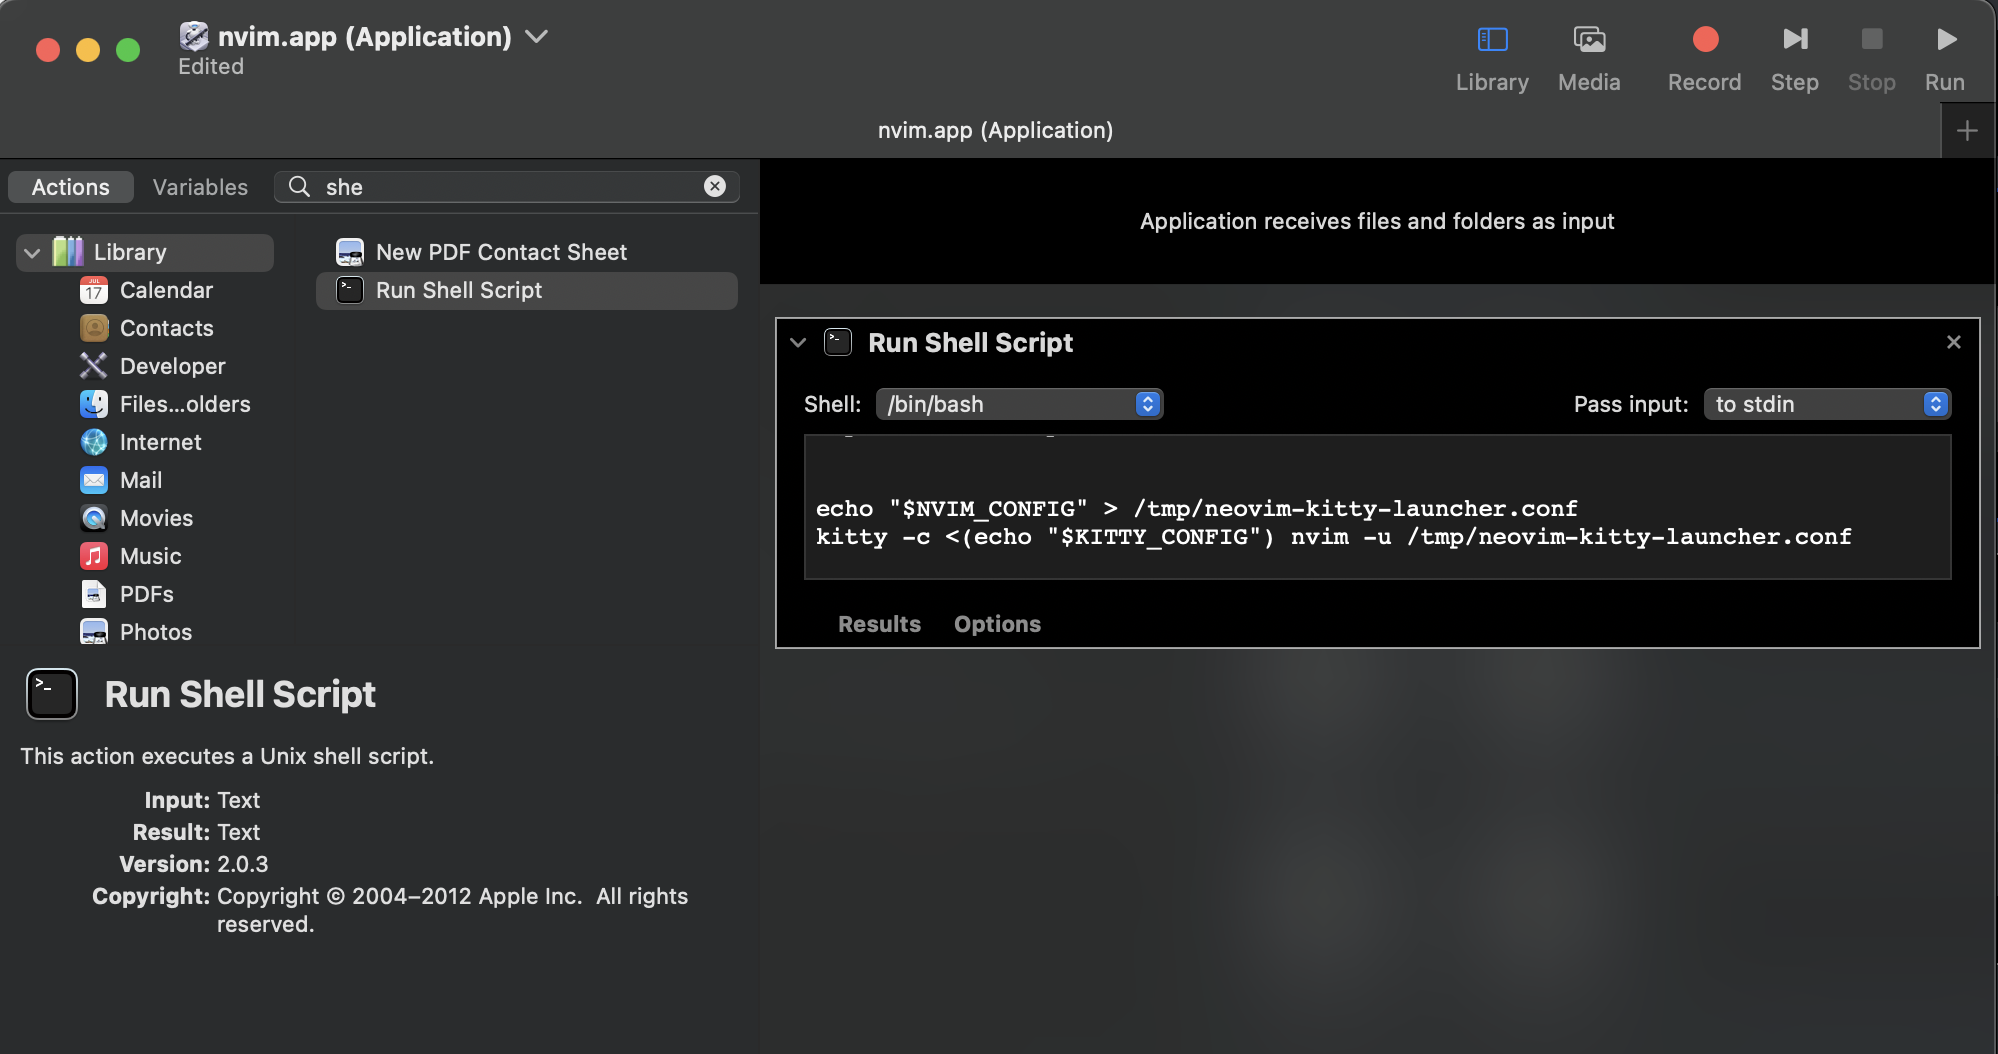 nvim.app (Application)
Edited
Library
Media
Record
Step
Stop
Run
nvim.app (Application)
Actions
Variables
she
Library
JUL
17
Calendar
Contacts
Developer
Files...olders
Internet
Mail
Movies
Music
PDFs
Photos
New PDF Contact Sheet
Run Shell Script
Run Shell Script
This action executes a Unix shell script.
Input: Text
Result: Text
Version: 2.0.3
Copyright: Copyright © 2004–2012 Apple Inc. All rights
reserved.
Application receives files and folders as input
Run Shell Script
Shell: /bin/bash
Pass input: to stdin
echo "$NVIM_CONFIG" > /tmp/neovim-kitty-launcher.conf
kitty -c <(echo "$KITTY_CONFIG") nvim -u /tmp/neovim-kitty-launcher.conf
Results
Options